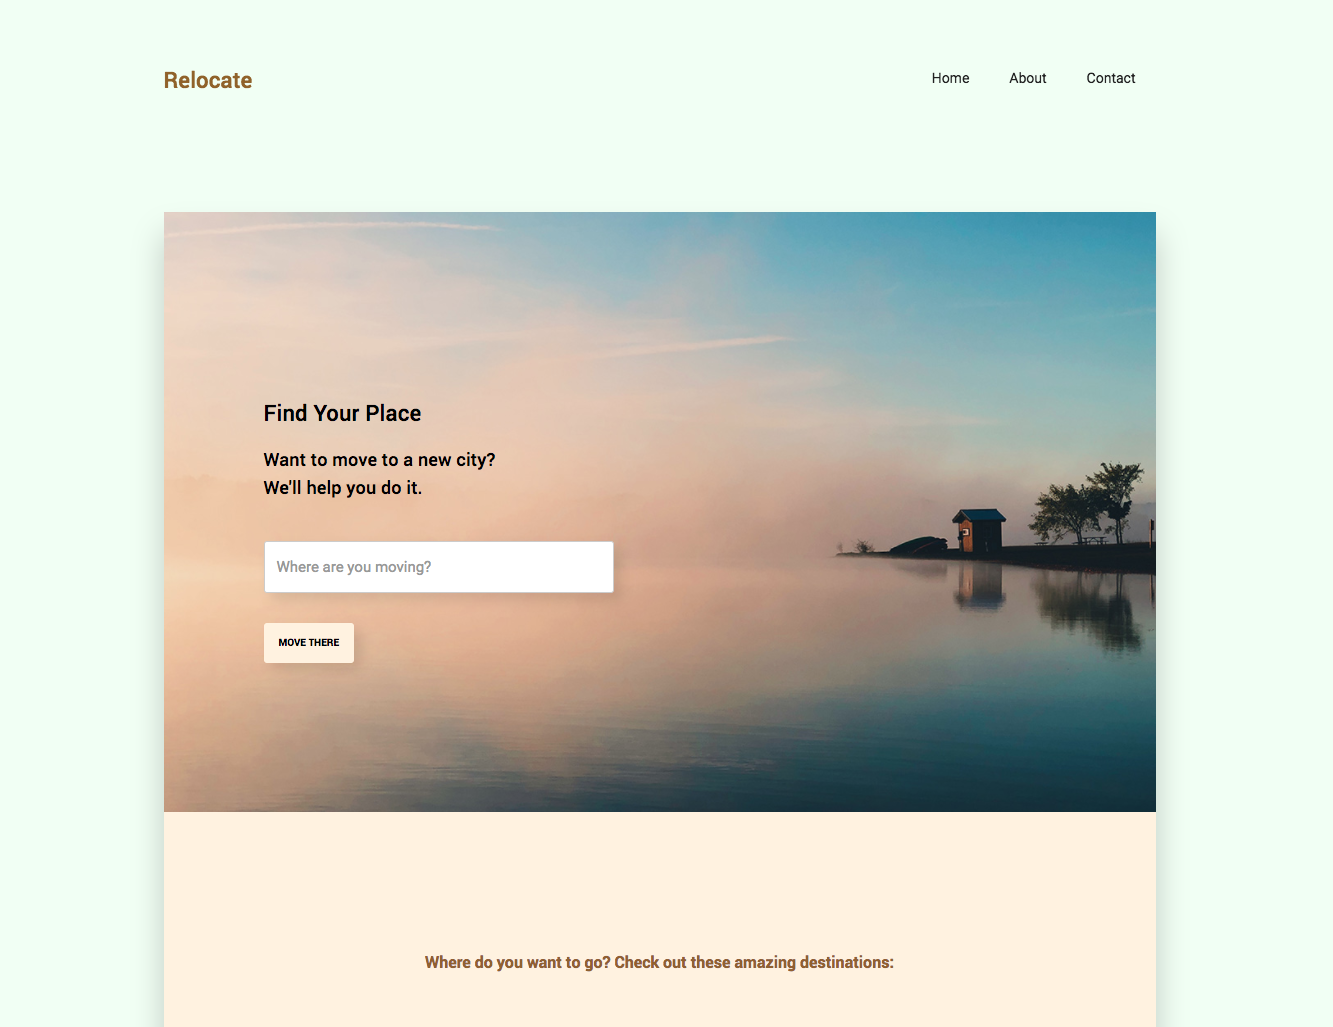 Relocate
Home About Contact
Find Your Place
Want to move to a new city?
We'll help you do it.
Where are you moving?
MOVE THERE
Where do you want to go? Check out these amazing destinations: